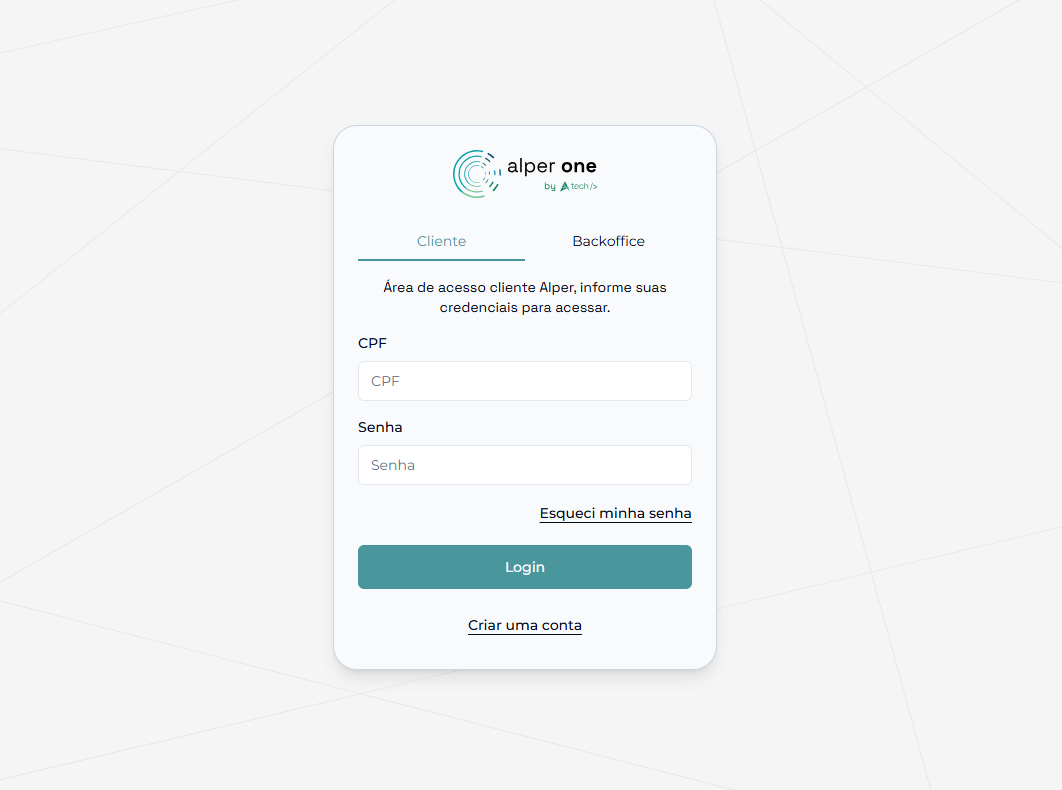 alper one
by A tech/>
Cliente
Backoffice
Área de acesso cliente Alper, informe suas
credenciais para acessar.
CPF
CPF
Senha
Senha
Esqueci minha senha
Login
Criar uma conta